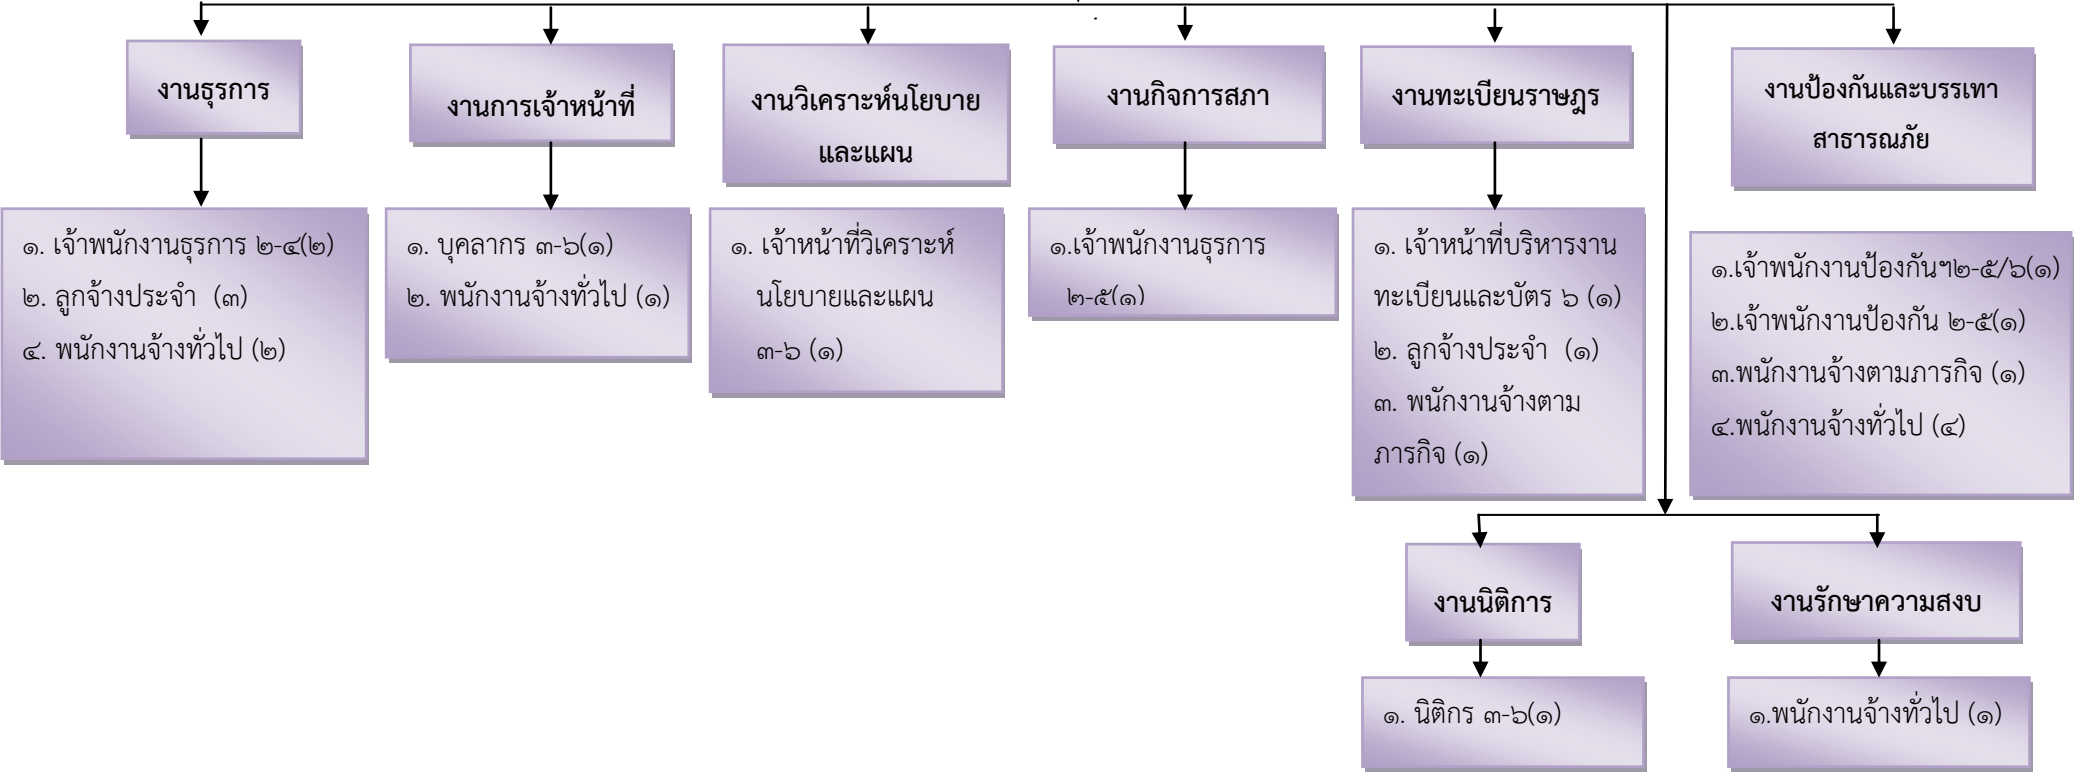 งานธุรการ
๑. เจ้าพนักงานธุรการ ๒-๔(๒)
๒. ลูกจ้างประจำ (๓)
๔. พนักงานจ้างทั่วไป (๒)
งานการเจ้าหน้าที่
๑. บุคลากร ๓-๖(๑)
๒. พนักงานจ้างทั่วไป (๑)
งานวิเคราะห์นโยบาย
และแผน
๑. เจ้าหน้าที่วิเคราะห์
นโยบายและแผน
๓-๖ (๑)
งานกิจการสภา
๑.เจ้าพนักงานธุรการ
๒-๕(๑)
งานทะเบียนราษฎร
๑. เจ้าหน้าที่บริหารงาน
ทะเบียนและบัตร ๖ (๑)
๒. ลูกจ้างประจำ (๑)
๓. พนักงานจ้างตาม
ภารกิจ (๑)
งานป้องกันและบรรเทา
สาธารณภัย
๑.เจ้าพนักงานป้องกันฯ๒-๕/๖(๑)
๒.เจ้าพนักงานป้องกัน ๒-๕(๑)
๓.พนักงานจ้างตามภารกิจ (๑)
๔.พนักงานจ้างทั่วไป (๔)
งานนิติการ
๑. นิติกร ๓-๖(๑)
งานรักษาความสงบ
๑.พนักงานจ้างทั่วไป (๑)